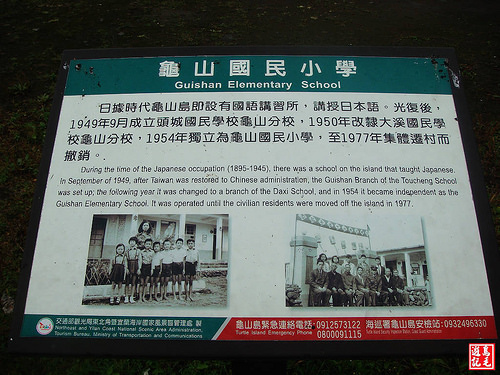 龜山國民小學
Guishan Elementary School
日據時代龜山島即設有國語講習所，講授日本語。光復後，
1949年9月成立頭城國民學校龜山分校，1950年改隸大溪國民學
校龜山分校，1954年獨立為龜山國民小學，至1977年集體遷村而
撤銷。
During the time of the Japanese occupation (1895-1945), there was a school on the island that taught Japanese.
In September of 1949, after Taiwan was restored to Chinese administration, the Guishan Branch of the Toucheng School
was set up; the following year it was changed to a branch of the Daxi School, and in 1954 it became independent as the
Guishan Elementary School. It was operated until the civilian residents were moved off the island in 1977.
交通部觀光局東北角暨宜蘭海岸國家風景區管理處 製
Northeast and Yilan Coast National Scenic Area Administration,
Tourism Bureau, Ministry of Transportation and Communications
龜山島緊急連絡電話：0912573122
Turtle Island Emergency Phone 0800091115
海巡署龜山島安檢站：0932496330